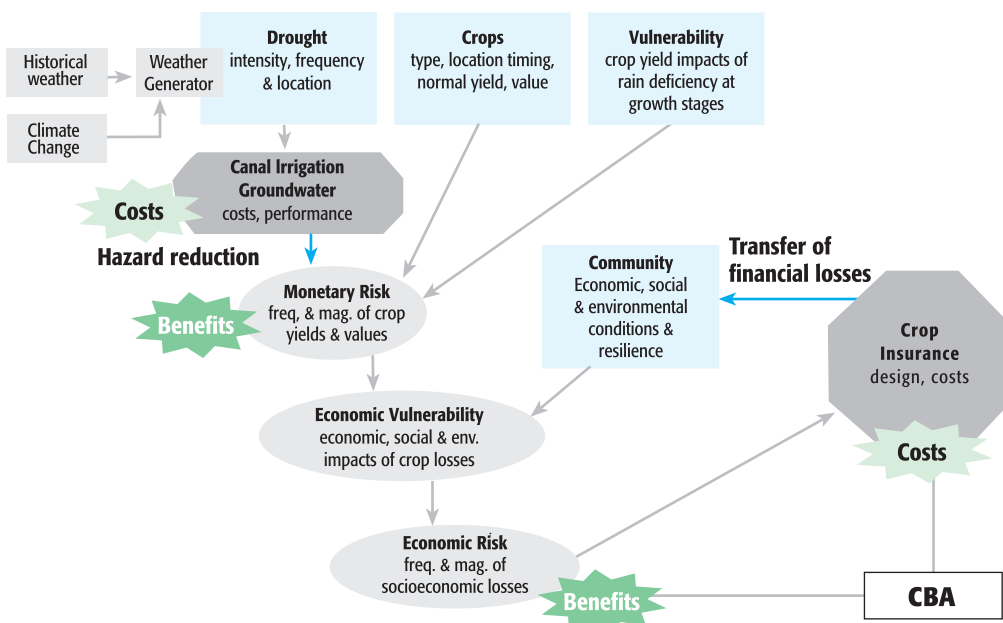 Historical
weather
Weather
Generator
Climate
Change
Drought
intensity, frequency
& location
Crops
type, location timing,
normal yield, value
Vulnerability
crop yield impacts of
rain deficiency at
growth stages
Canal Irrigation
Groundwater
costs, performance
Costs
Hazard reduction
Monetary Risk
freq, & mag. of crop
yields & values
Benefits
Community
Economic, social
& environmental
conditions &
resilience
Transfer of
financial losses
Crop
Insurance
design, costs
Costs
Economic Vulnerability
economic, social & env.
impacts of crop losses
Economic Risk
freq. & mag. of
socioeconomic losses
Benefits
CBA